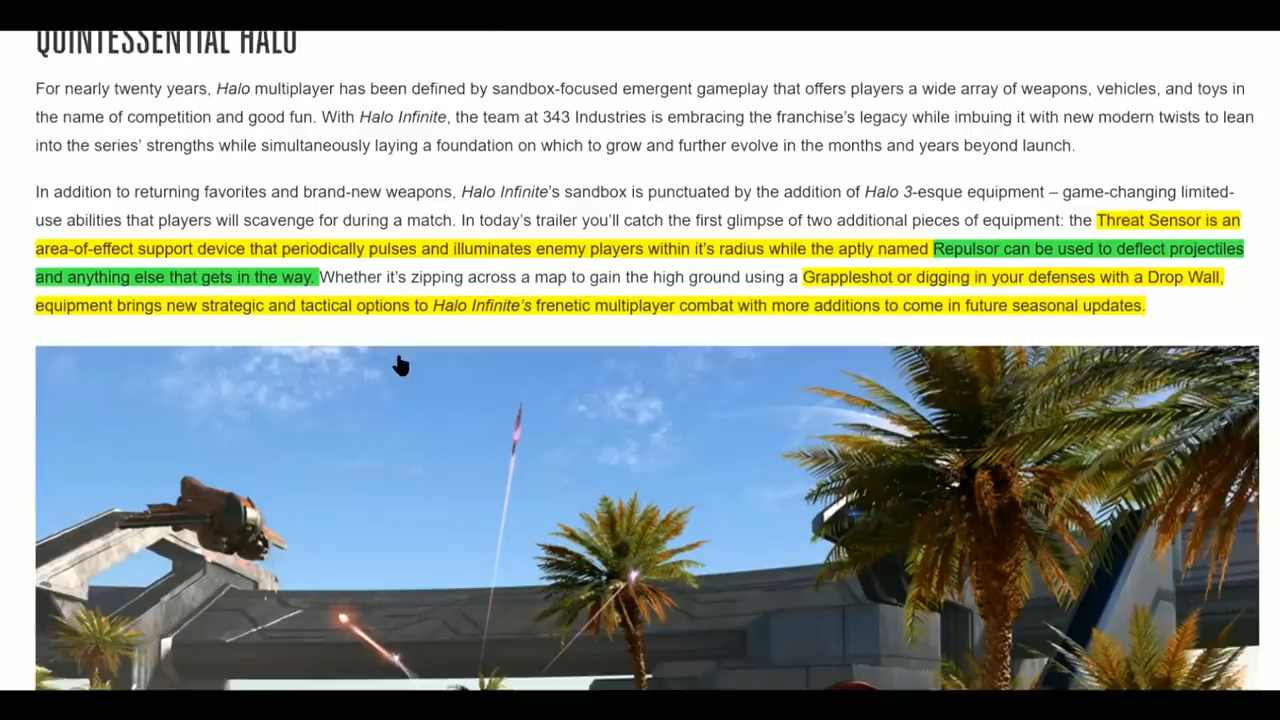 QUINTESSENTIAL HALO
For nearly twenty years, Halo multiplayer has been defined by sandbox-focused emergent gameplay that offers players a wide array of weapons, vehicles, and toys in
the name of competition and good fun. With Halo Infinite, the team at 343 Industries is embracing the franchise's legacy while imbuing it with new modern twists to lean
into the series' strengths while simultaneously laying a foundation on which to grow and further evolve in the months and years beyond launch.
In addition to returning favorites and brand-new weapons, Halo Infinite's sandbox is punctuated by the addition of Halo 3-esque equipment – game-changing limited-
use abilities that players will scavenge for during a match. In today's trailer you'll catch the first glimpse of two additional pieces of equipment: the Threat Sensor is an
area-of-effect support device that periodically pulses and illuminates enemy players within it's radius while the aptly named Repulsor can be used to deflect projectiles
and anything else that gets in the way. Whether it's zipping across a map to gain the high ground using a Grappleshot or digging in your defenses with a Drop Wall,
equipment brings new strategic and tactical options to Halo Infinite's frenetic multiplayer combat with more additions to come in future seasonal updates.